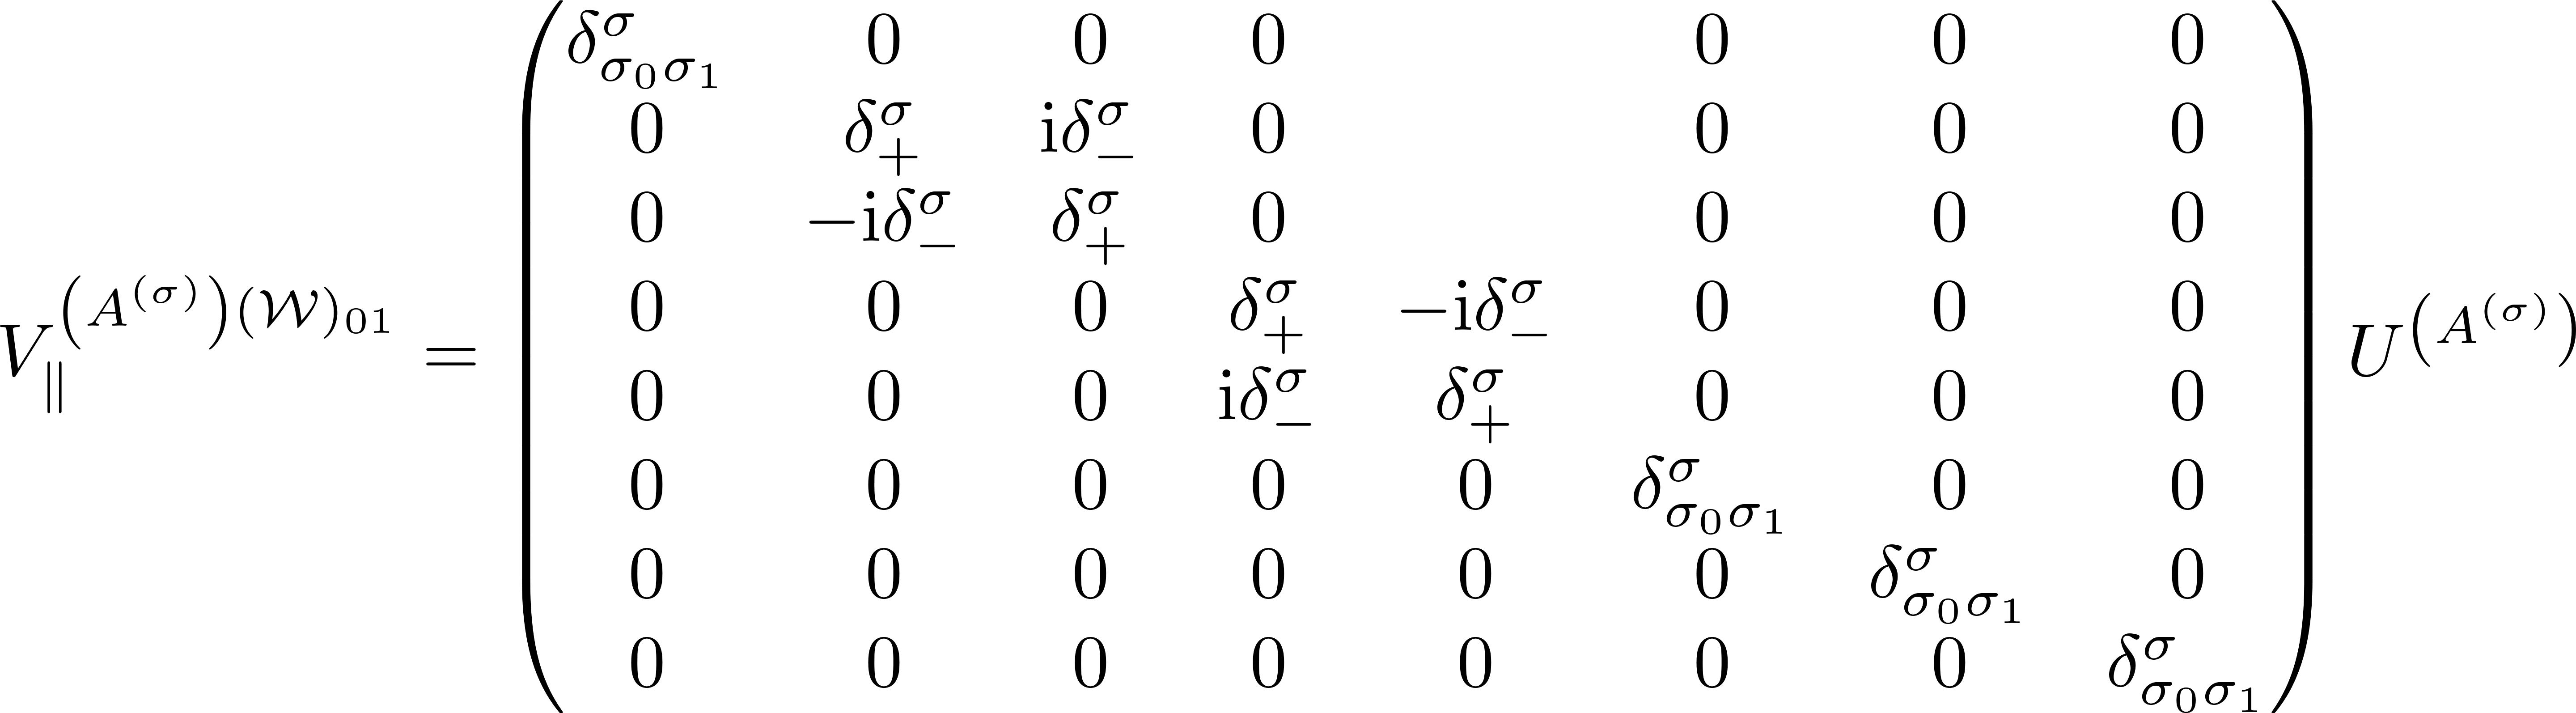 \[
V_{\parallel}^{\left(A^{(\sigma)}\right)(\mathcal{W})_{01}} = \begin{pmatrix}
\delta^{\sigma}_{\sigma_0\sigma_1} & 0 & 0 & 0 & & 0 & 0 & 0 \\
0 & \delta^{\sigma}_{+} & \mathrm{i}\delta^{\sigma}_{-} & 0 & & 0 & 0 & 0 \\
0 & -\mathrm{i}\delta^{\sigma}_{-} & \delta^{\sigma}_{+} & 0 & & 0 & 0 & 0 \\
0 & 0 & 0 & \delta^{\sigma}_{+} & -\mathrm{i}\delta^{\sigma}_{-} & 0 & 0 & 0 \\
0 & 0 & 0 & \mathrm{i}\delta^{\sigma}_{-} & \delta^{\sigma}_{+} & 0 & 0 & 0 \\
0 & 0 & 0 & 0 & 0 & \delta^{\sigma}_{\sigma_0\sigma_1} & 0 & 0 \\
0 & 0 & 0 & 0 & 0 & 0 & \delta^{\sigma}_{\sigma_0\sigma_1} & 0 \\
0 & 0 & 0 & 0 & 0 & 0 & 0 & \delta^{\sigma}_{\sigma_0\sigma_1}
\end{pmatrix} U^{\left(A^{(\sigma)}\right)}
\]